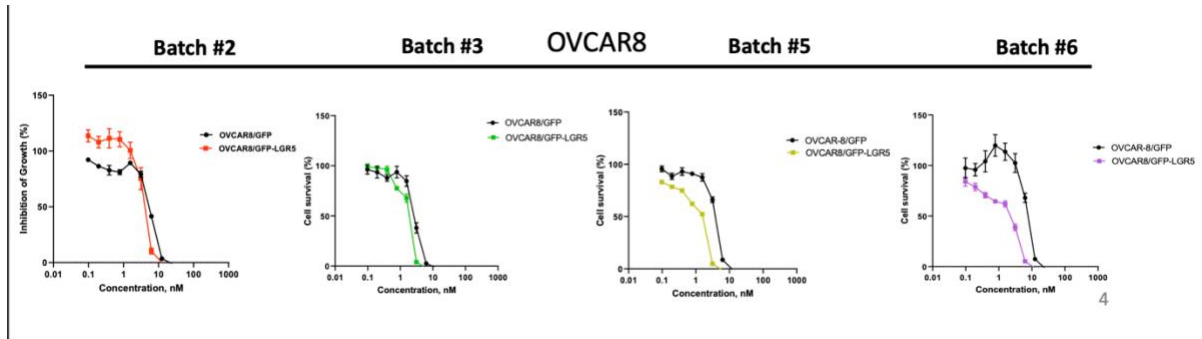 OVCAR8
Batch #2
Batch #3
Batch #5
Batch #6
Inhibition of Growth (%)
150
100
50
0
0.01 0.1 1 10 100 1000
Concentration, nM
OVCAR8/GFP
OVCAR8/GFP-LGR5
Cell survival (%)
150
100
50
0
0.01 0.1 1 10 100 1000
Concentration, nM
OVCAR8/GFP
OVCAR8/GFP-LGR5
Cell survival (%)
150
100
50
0
0.01 0.1 1 10 100 1000
Concentration, nM
OVCAR-8/GFP
OVCAR8/GFP-LGR5
Cell survival (%)
150
100
50
0
0.01 0.1 1 10 100 1000
Concentration, nM
OVCAR-8/GFP
OVCAR8/GFP-LGR5
4